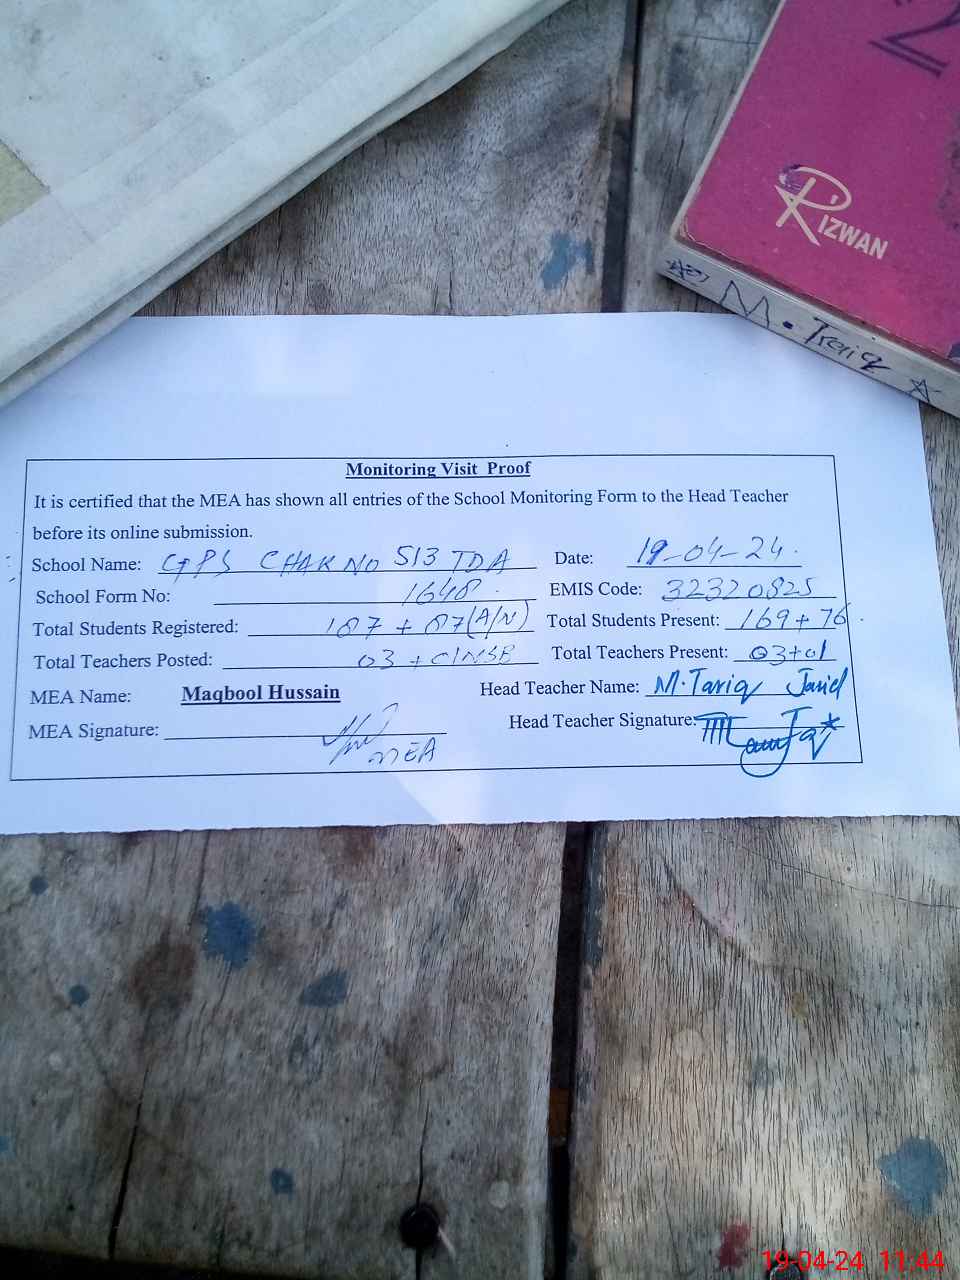 RIZWAN
M. Tariq
Monitoring Visit Proof
It is certified that the MEA has shown all entries of the School Monitoring Form to the Head Teacher
before its online submission.
School Name: GPS CHAK NO 513 TDA Date: 19-04-24.
School Form No: 1648 EMIS Code: 32320825
Total Students Registered: 187 + 87 (A/N) Total Students Present: 169 + 76
Total Teachers Posted: 03 + Total Teachers Present: 03+01
MEA Name: Maqbool Hussain Head Teacher Name: M. Tariq
MEA Signature: Head Teacher Signature:
MEA
19-04-24 11:44